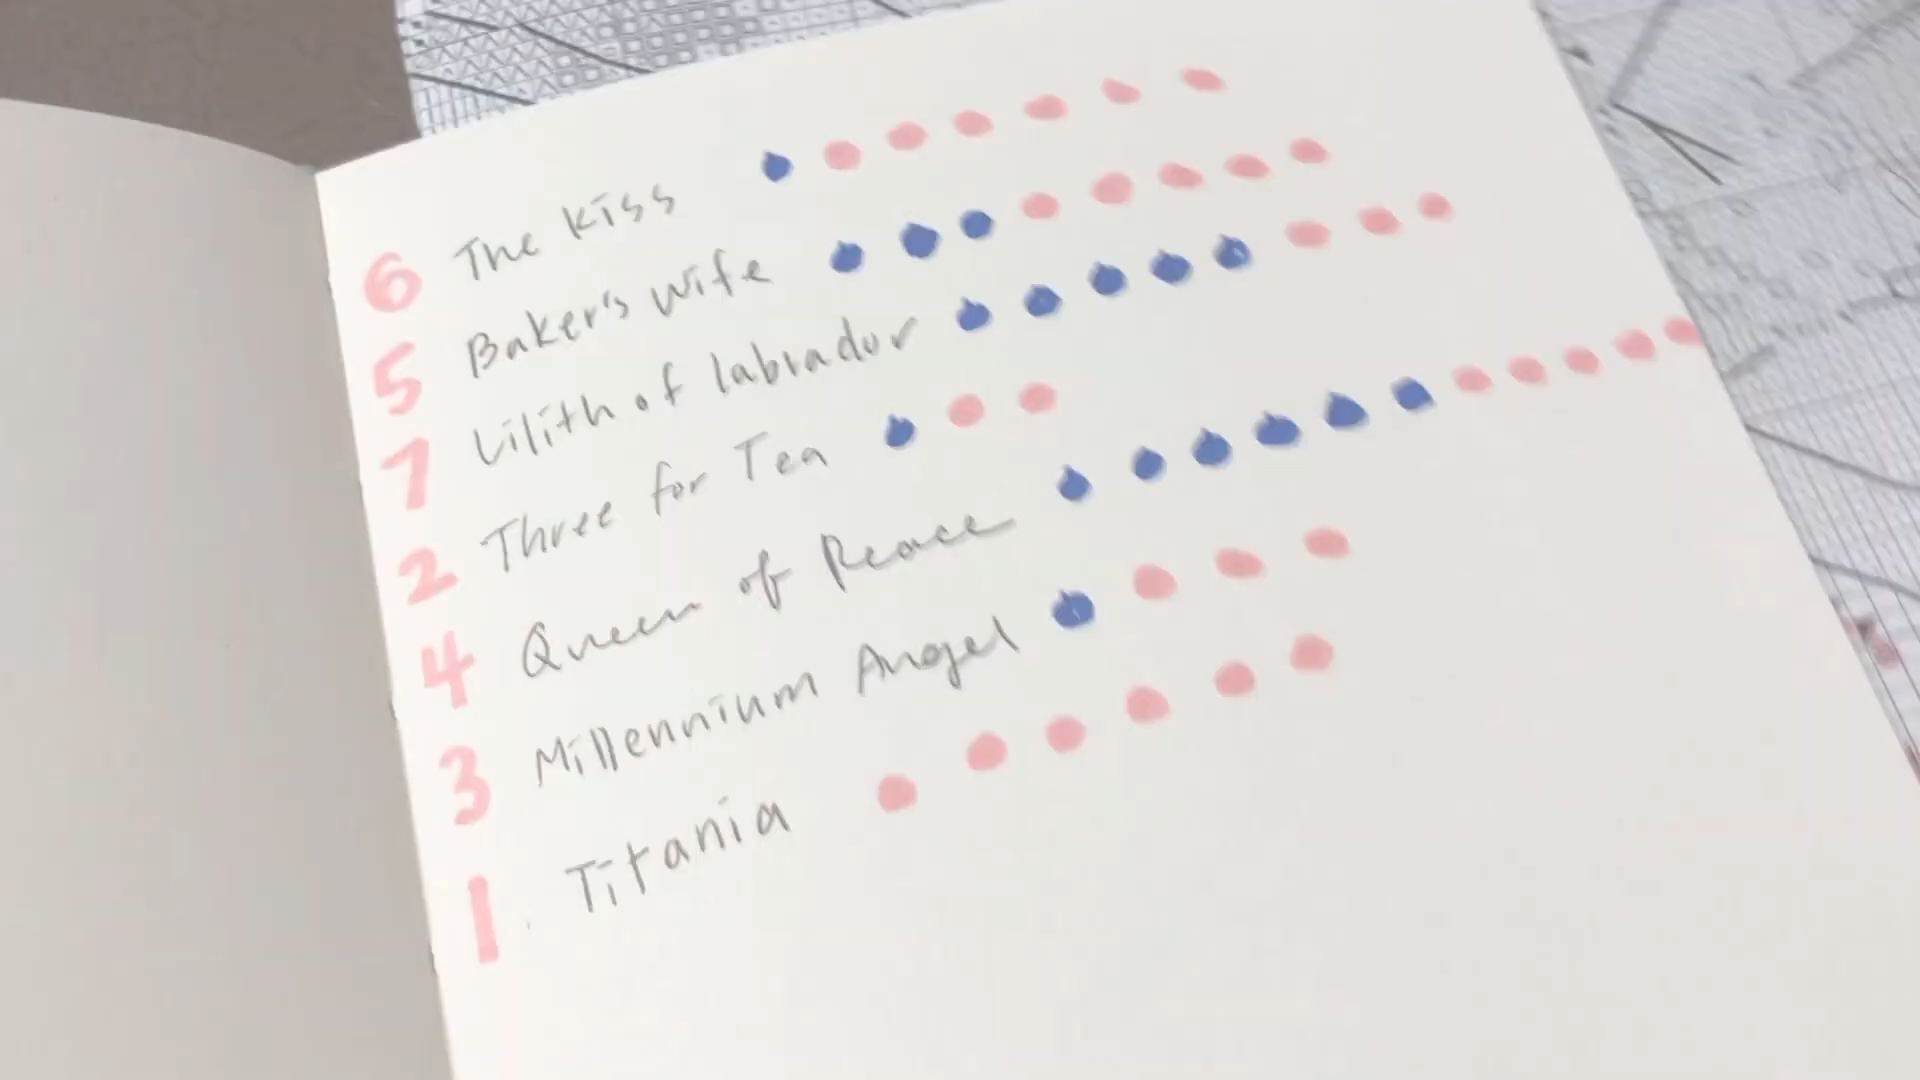 6 The Kiss
5 Baker's Wife
7 Lilith of labrador
2 Three for Tea
4 Queen of Peace
3 Millennium Angel
1 Titania